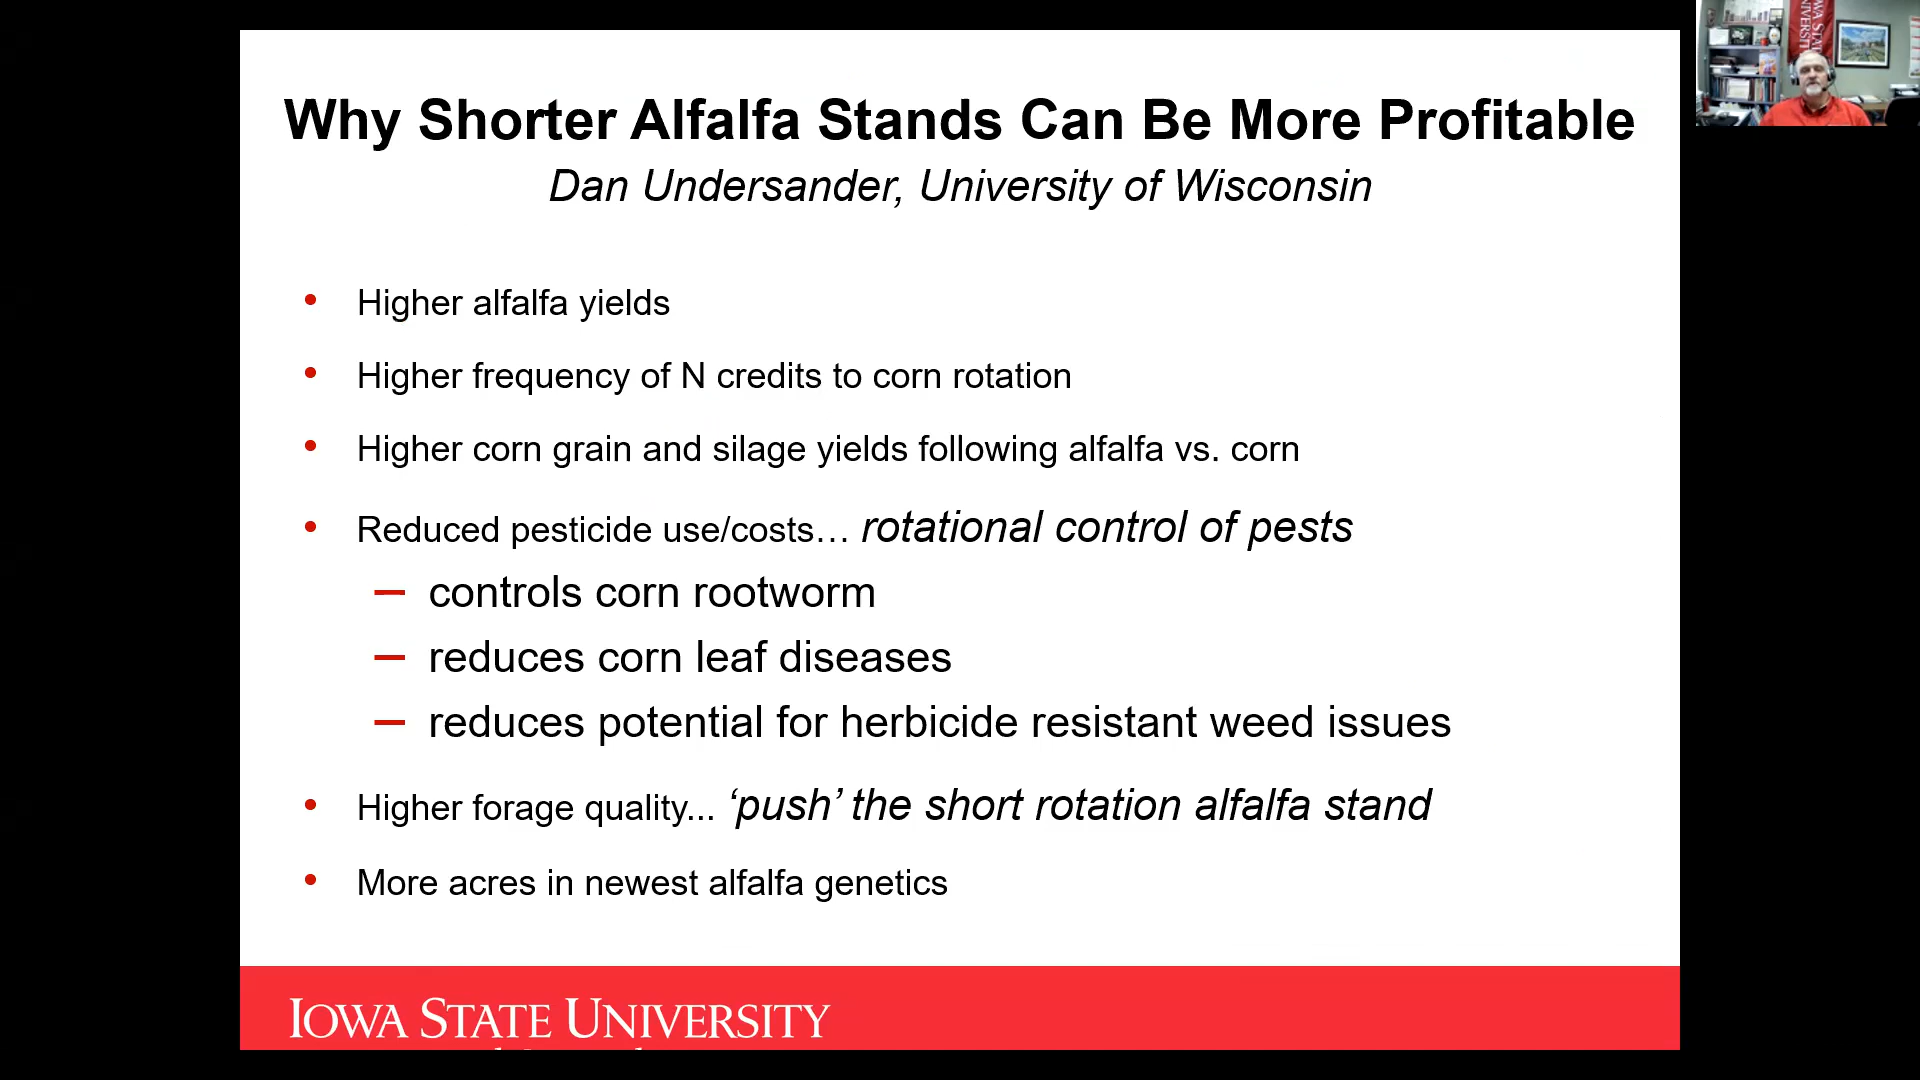 Why Shorter Alfalfa Stands Can Be More Profitable
Dan Undersander, University of Wisconsin
• Higher alfalfa yields
• Higher frequency of N credits to corn rotation
• Higher corn grain and silage yields following alfalfa vs. corn
• Reduced pesticide use/costs… rotational control of pests
– controls corn rootworm
– reduces corn leaf diseases
– reduces potential for herbicide resistant weed issues
• Higher forage quality... ‘push’ the short rotation alfalfa stand
• More acres in newest alfalfa genetics
IOWA STATE UNIVERSITY